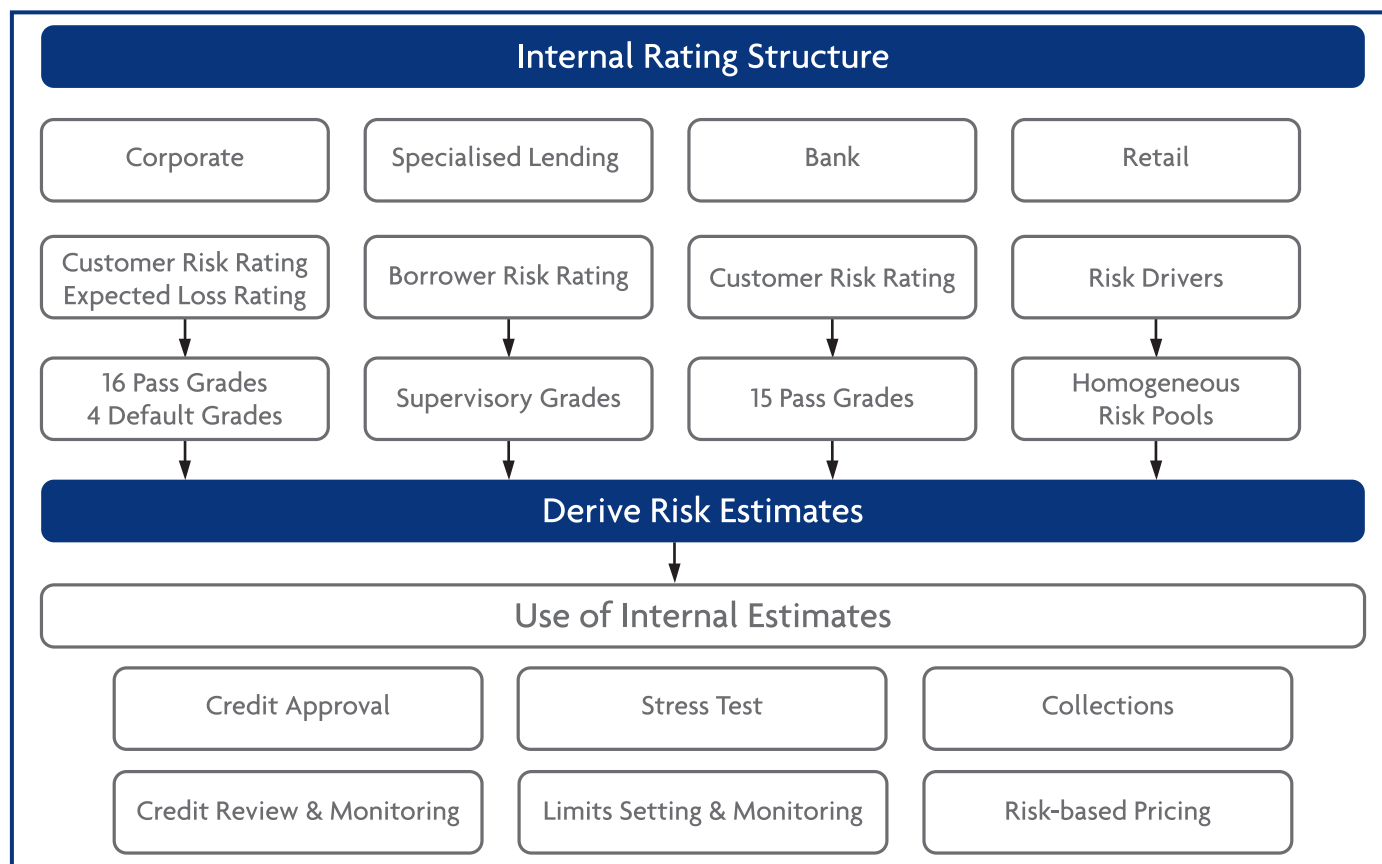 Internal Rating Structure
Corporate
Specialised Lending
Bank
Retail
Customer Risk Rating
Expected Loss Rating
Borrower Risk Rating
Customer Risk Rating
Risk Drivers
16 Pass Grades
4 Default Grades
Supervisory Grades
15 Pass Grades
Homogeneous
Risk Pools
Derive Risk Estimates
Use of Internal Estimates
Credit Approval
Stress Test
Collections
Credit Review & Monitoring
Limits Setting & Monitoring
Risk-based Pricing